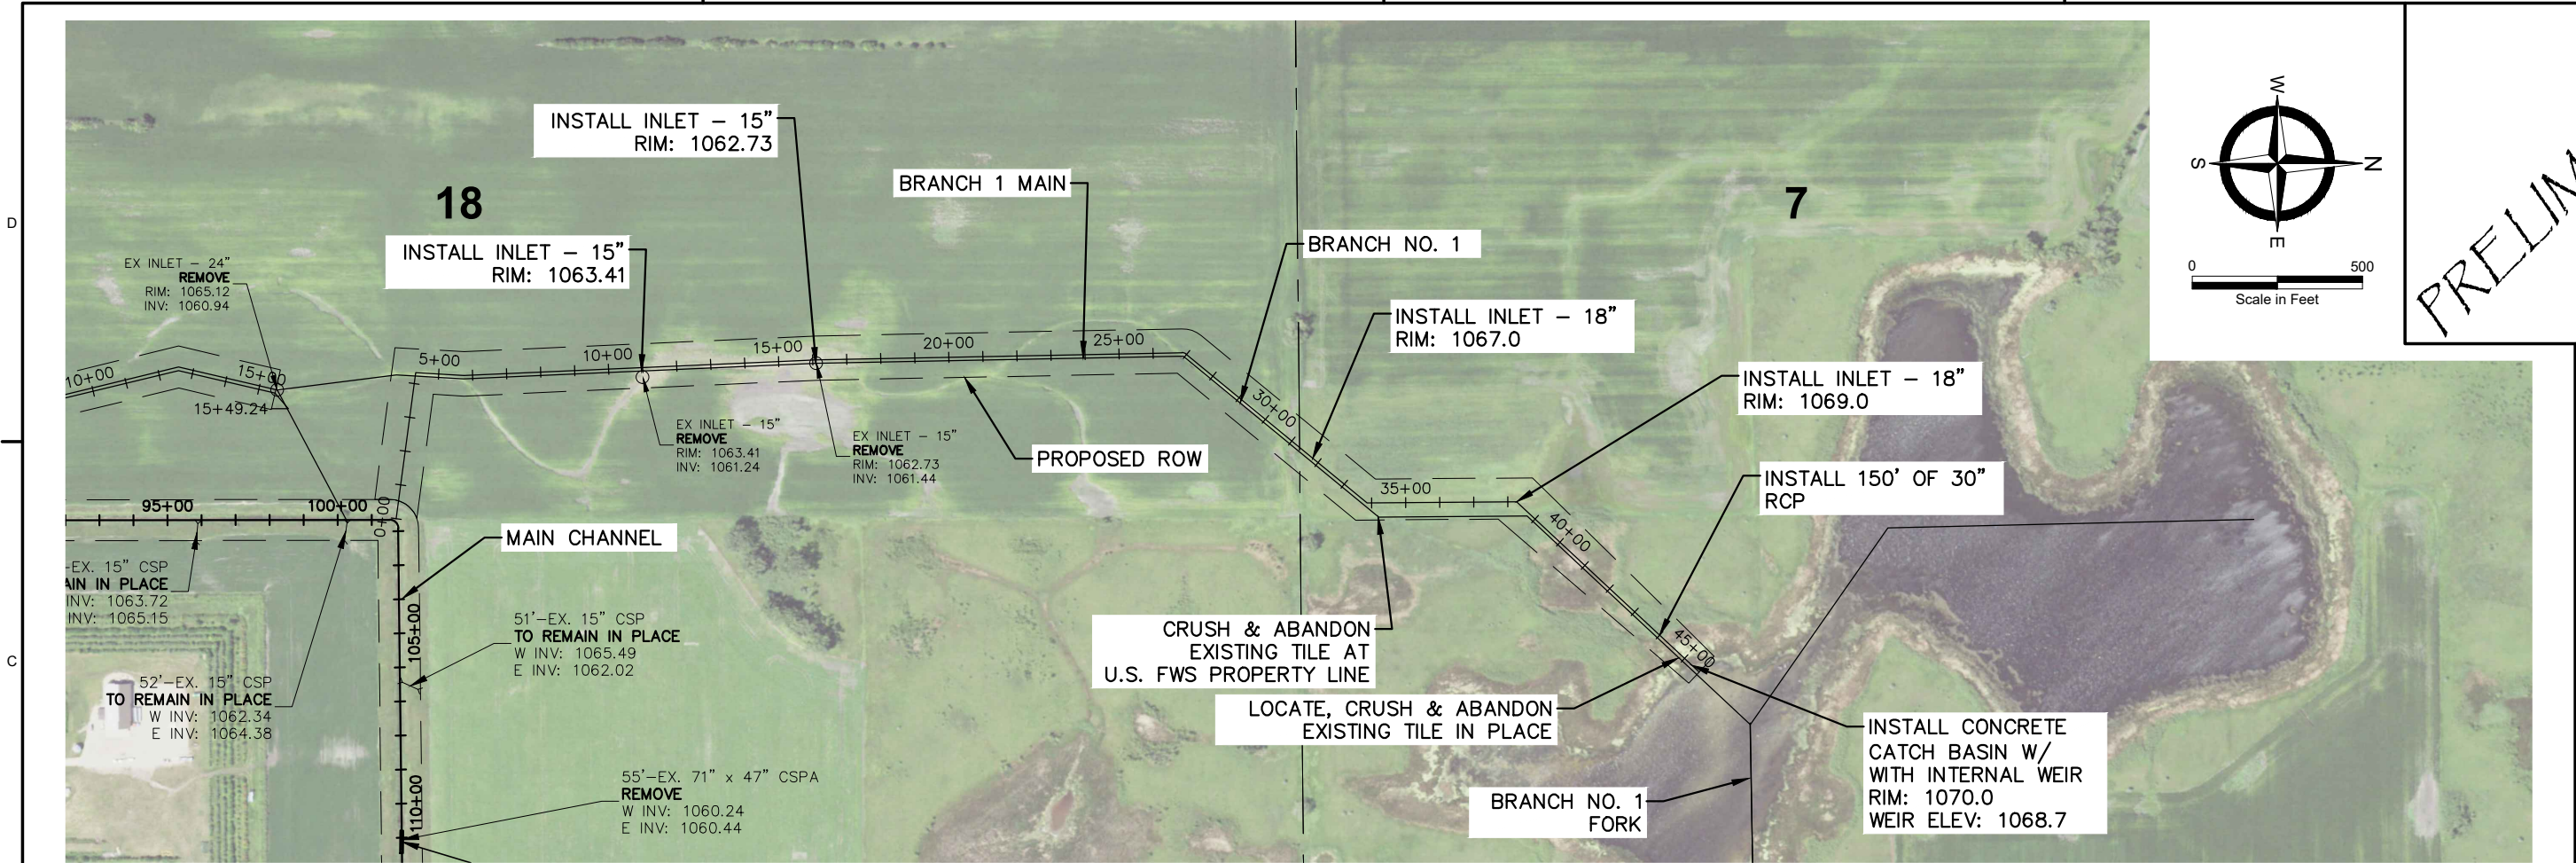 D
C
INSTALL INLET – 15”
RIM: 1062.73
BRANCH 1 MAIN
18
7
INSTALL INLET – 15”
RIM: 1063.41
BRANCH NO. 1
EX INLET – 24”
REMOVE
RIM: 1065.12
INV: 1060.94
INSTALL INLET – 18”
RIM: 1067.0
INSTALL INLET – 18”
RIM: 1069.0
W
S
N
E
0
500
Scale in Feet
10+00
15+00
15+49.24
5+00
10+00
15+00
20+00
25+00
30+00
35+00
40+00
45+00
EX INLET – 15”
REMOVE
RIM: 1063.41
INV: 1061.24
EX INLET – 15”
REMOVE
RIM: 1062.73
INV: 1061.44
PROPOSED ROW
INSTALL 150’ OF 30”
RCP
95+00
100+00
0+00
105+00
110+00
MAIN CHANNEL
EX. 15” CSP
IN IN PLACE
INV: 1063.72
INV: 1065.15
51’–EX. 15” CSP
TO REMAIN IN PLACE
W INV: 1065.49
E INV: 1062.02
52’–EX. 15” CSP
TO REMAIN IN PLACE
W INV: 1062.34
E INV: 1064.38
55’–EX. 71” x 47” CSPA
REMOVE
W INV: 1060.24
E INV: 1060.44
CRUSH & ABANDON
EXISTING TILE AT
U.S. FWS PROPERTY LINE
LOCATE, CRUSH & ABANDON
EXISTING TILE IN PLACE
BRANCH NO. 1
FORK
INSTALL CONCRETE
CATCH BASIN W/
WITH INTERNAL WEIR
RIM: 1070.0
WEIR ELEV: 1068.7
PRELIM